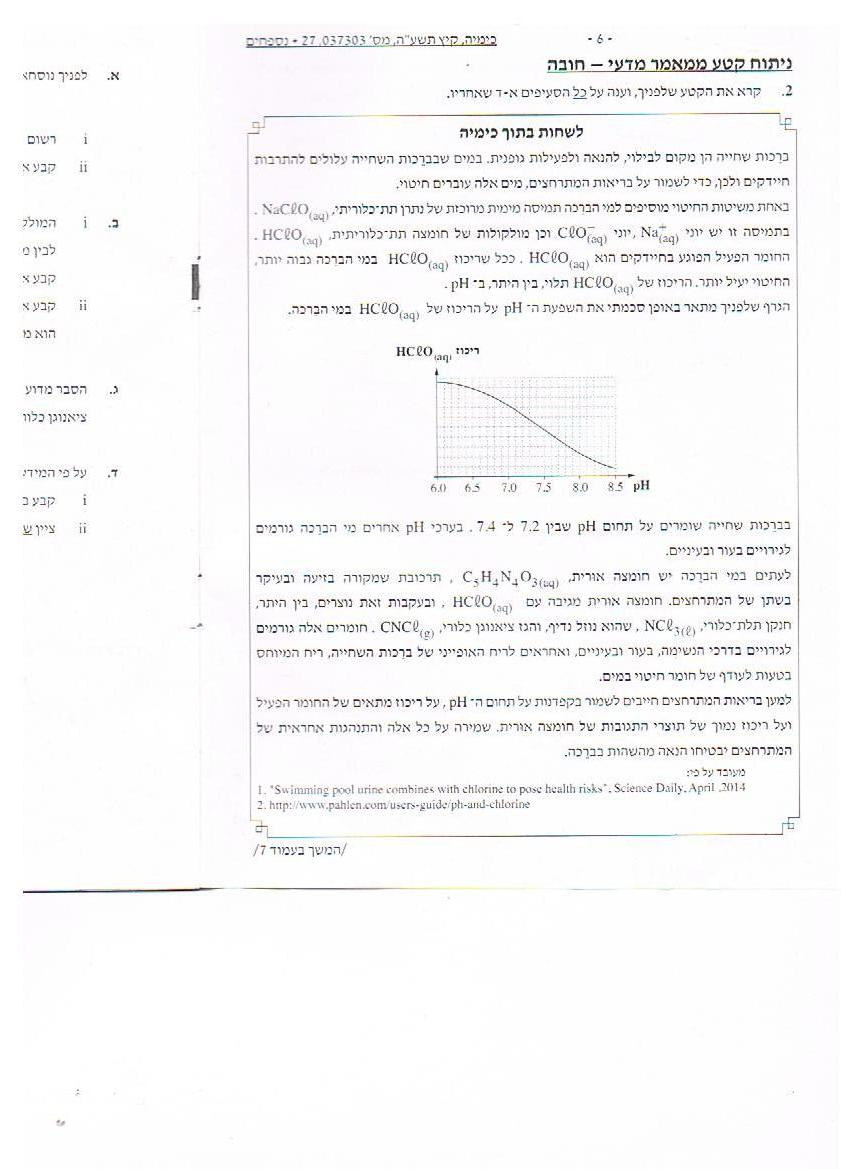 - 6 -
כימיה, קיץ תשע"ה, מס' 037303, 27 + נספחים
ניתוח קטע ממאמר מדעי – חובה
2. קרא את הקטע שלפניך, וענה על כל הסעיפים א-ד שאחריו.
לשחות בתוך כימיה
ברכות שחייה הן מקום לבילוי, להנאה ולפעילות גופנית. במים שבברכות השחייה עלולים להתרבות
חיידקים ולכן, כדי לשמור על בריאות המתרחצים, מים אלה עוברים חיטוי.
באחת משיטות החיטוי מוסיפים למי הברכה תמיסה מימית מרוכזת של נתרן תת־כלוריתי, NaCℓO(aq) .
בתמיסה זו יש יוני Na⁺(aq) , יוני CℓO⁻(aq) וכן מולקולות של חומצה תת־כלוריתית, HCℓO(aq) .
החומר הפעיל הפוגע בחיידקים הוא HCℓO(aq) . ככל שריכוז HCℓO(aq) במי הברכה גבוה יותר,
החיטוי יעיל יותר. הריכוז של HCℓO(aq) תלוי, בין היתר, ב־ pH .
הגרף שלפניך מתאר באופן סכמתי את השפעת ה־ pH על הריכוז של HCℓO(aq) במי הברכה.
ריכוז HCℓO(aq)
6.0 6.5 7.0 7.5 8.0 8.5 pH
בברכות שחייה שומרים על תחום pH שבין 7.2 ל־ 7.4 . בערכי pH אחרים מי הברכה גורמים
לגירויים בעור ובעיניים.
לעתים במי הברכה יש חומצה אורית, C₅H₄N₄O₃(aq) , תרכובת שמקורה בזיעה ובעיקר
בשתן של המתרחצים. חומצה אורית מגיבה עם HCℓO(aq) , ובעקבות זאת נוצרים, בין היתר,
חנקן תלת־כלורי, NCℓ₃(ℓ) , שהוא נוזל נדיף, והגז ציאנוגן כלורי, CNCℓ(g) . חומרים אלה גורמים
לגירויים בדרכי הנשימה, בעור ובעיניים, ואחראים לריח האופייני של ברכות השחייה, ריח המיוחס
בטעות לעודף של חומר חיטוי במים.
למען בריאות המתרחצים חייבים לשמור בקפדנות על תחום ה־ pH , על ריכוז מתאים של החומר הפעיל
ועל ריכוז נמוך של תוצרי התגובות של חומצה אורית. שמירה על כל אלה והתנהגות אחראית של
המתרחצים יבטיחו הנאה מהשהות בברכה.
מעובד על פי:
1. "Swimming pool urine combines with chlorine to pose health risks", Science Daily, April ,2014
2. http://www.pahlen.com/users-guide/ph-and-chlorine
/המשך בעמוד 7/
א. לפניך נוסחא
i רשום
ii קבע א
ב. i המולק
לבין מ
קבע א
ii קבע א
הוא מ
ג. הסבר מדוע
ציאנוגן כלור
ד. על פי המידע
i קבע ב
ii ציין ש